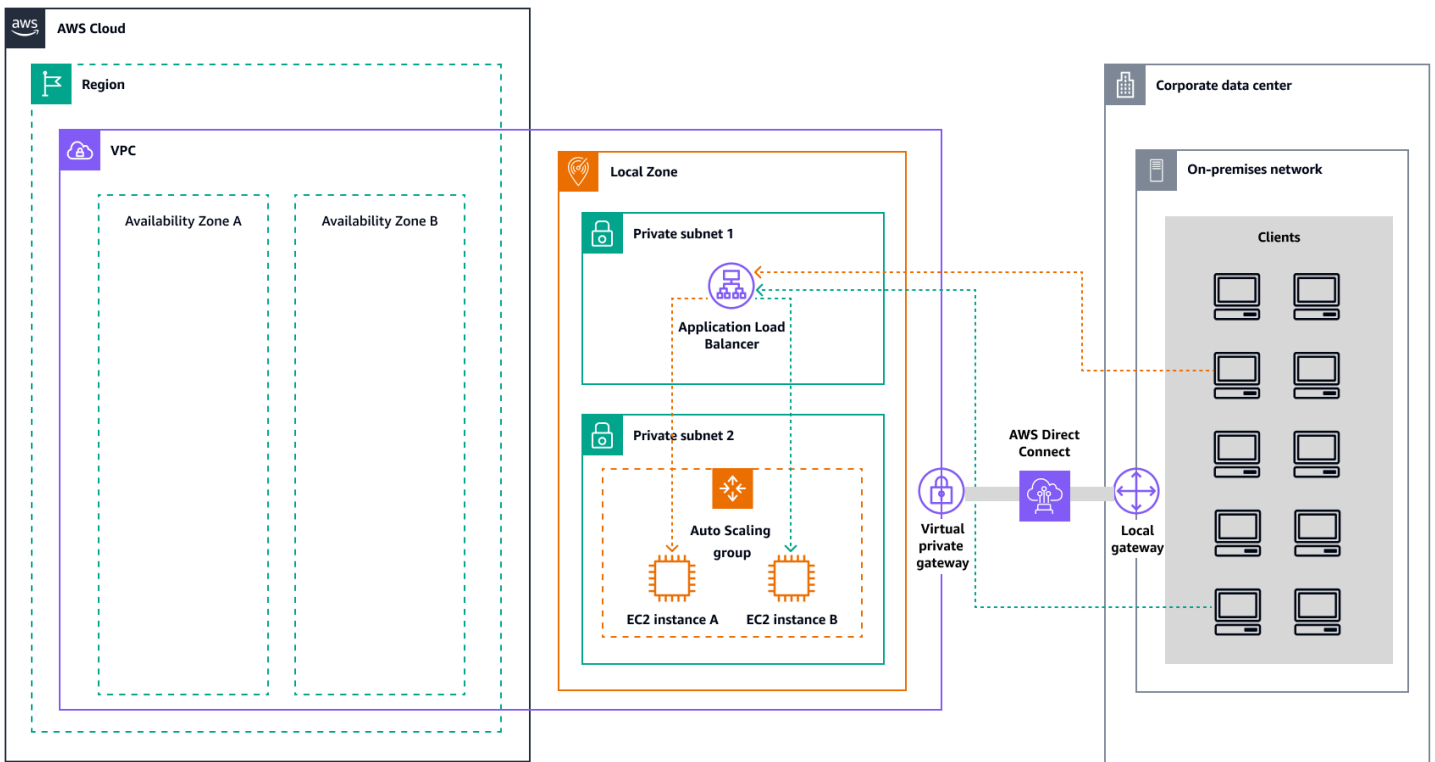 aws
AWS Cloud
Region
VPC
Availability Zone A
Availability Zone B
Local Zone
Private subnet 1
Application Load
Balancer
Private subnet 2
Auto Scaling
group
EC2 instance A
EC2 instance B
Virtual
private
gateway
AWS Direct
Connect
Local
gateway
Corporate data center
On-premises network
Clients